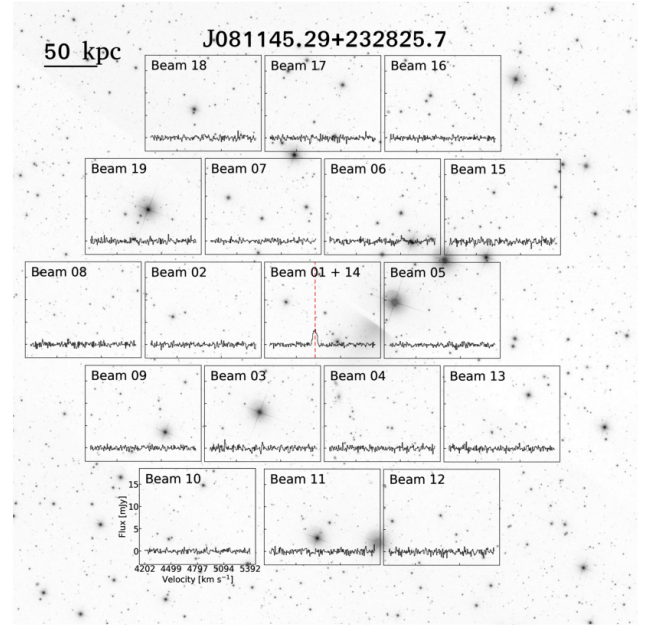 J081145.29+232825.7
50 kpc
Beam 18 Beam 17 Beam 16
Beam 19 Beam 07 Beam 06 Beam 15
Beam 08 Beam 02 Beam 01 + 14 Beam 05
Beam 09 Beam 03 Beam 04 Beam 13
Beam 10 Beam 11 Beam 12
15
10
5
0
Flux [mJy]
4202 4499 4797 5094 5392
Velocity [km s⁻¹]